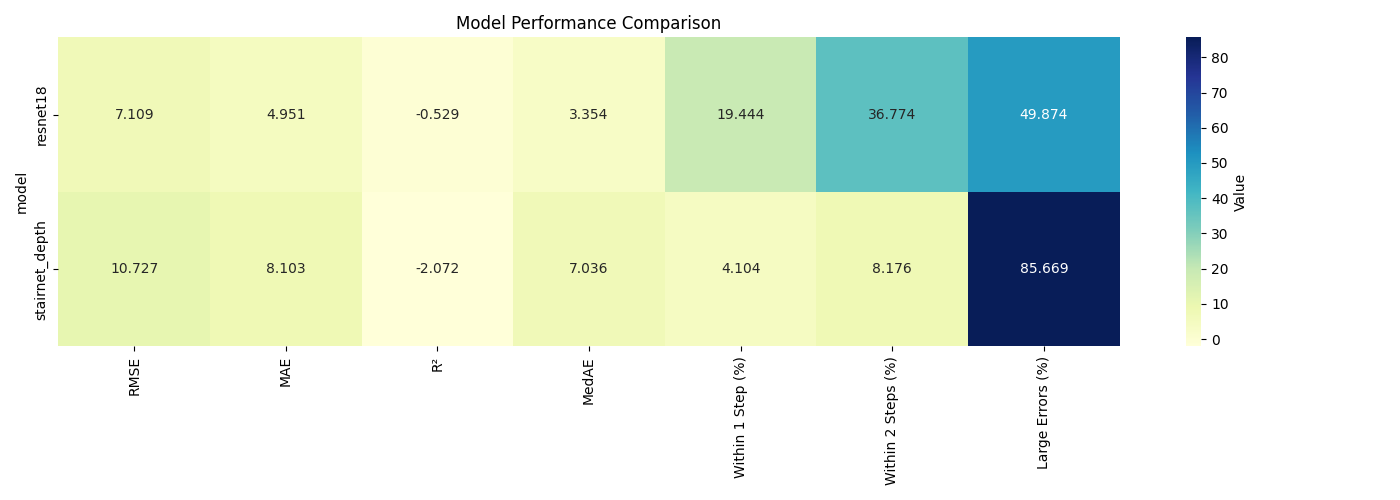 Model Performance Comparison
model
resnet18
7.109 4.951 -0.529 3.354 19.444 36.774 49.874
stairnet_depth
10.727 8.103 -2.072 7.036 4.104 8.176 85.669
RMSE
MAE
R²
MedAE
Within 1 Step (%)
Within 2 Steps (%)
Large Errors (%)
80
70
60
50
40
30
20
10
0
Value